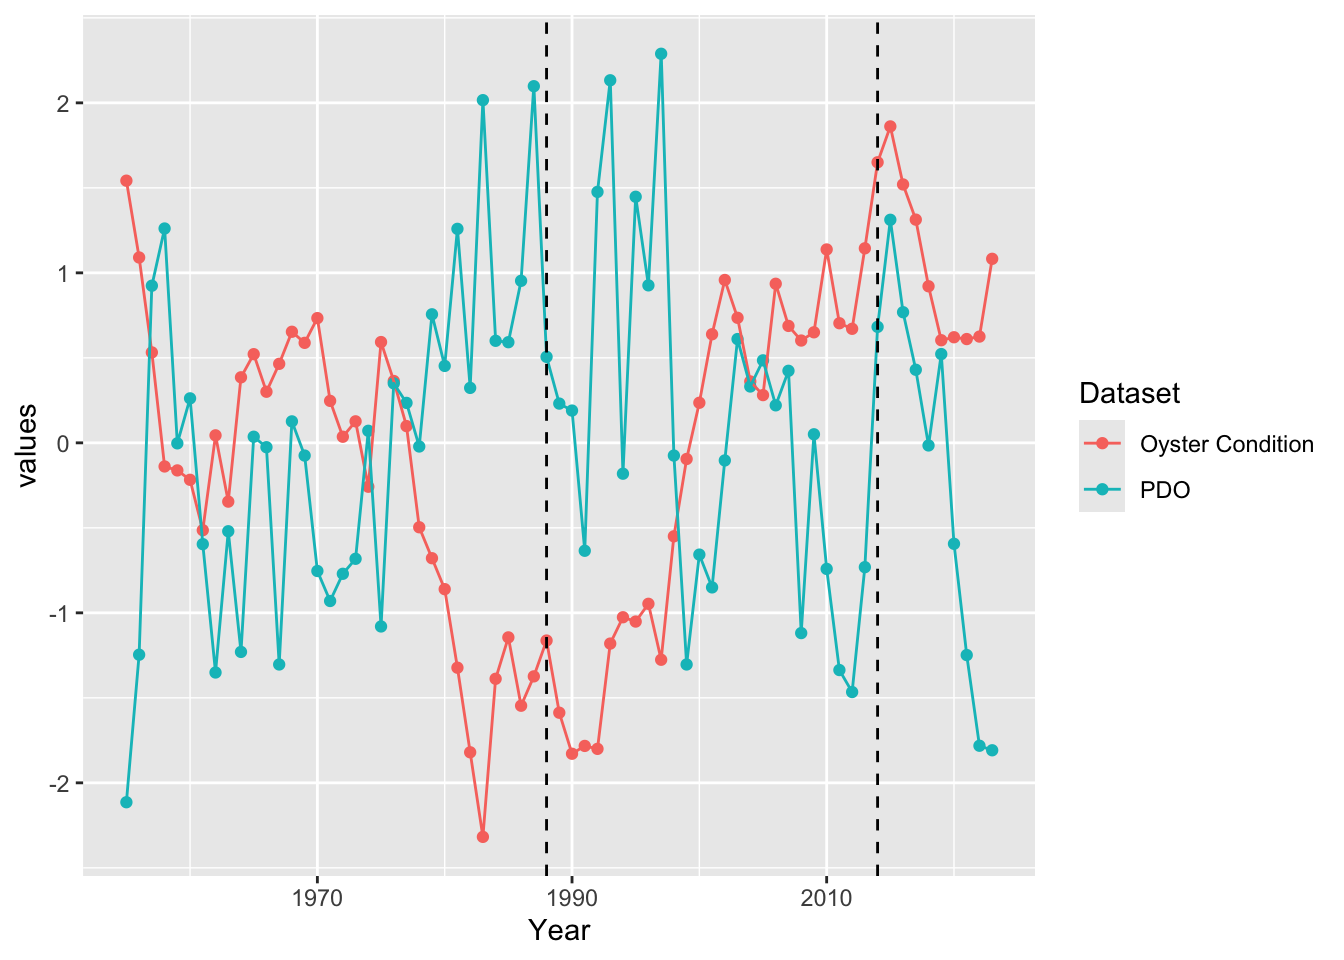 2
1
0
-1
-2
values
1970
1990
2010
Year
Dataset
Oyster Condition
PDO